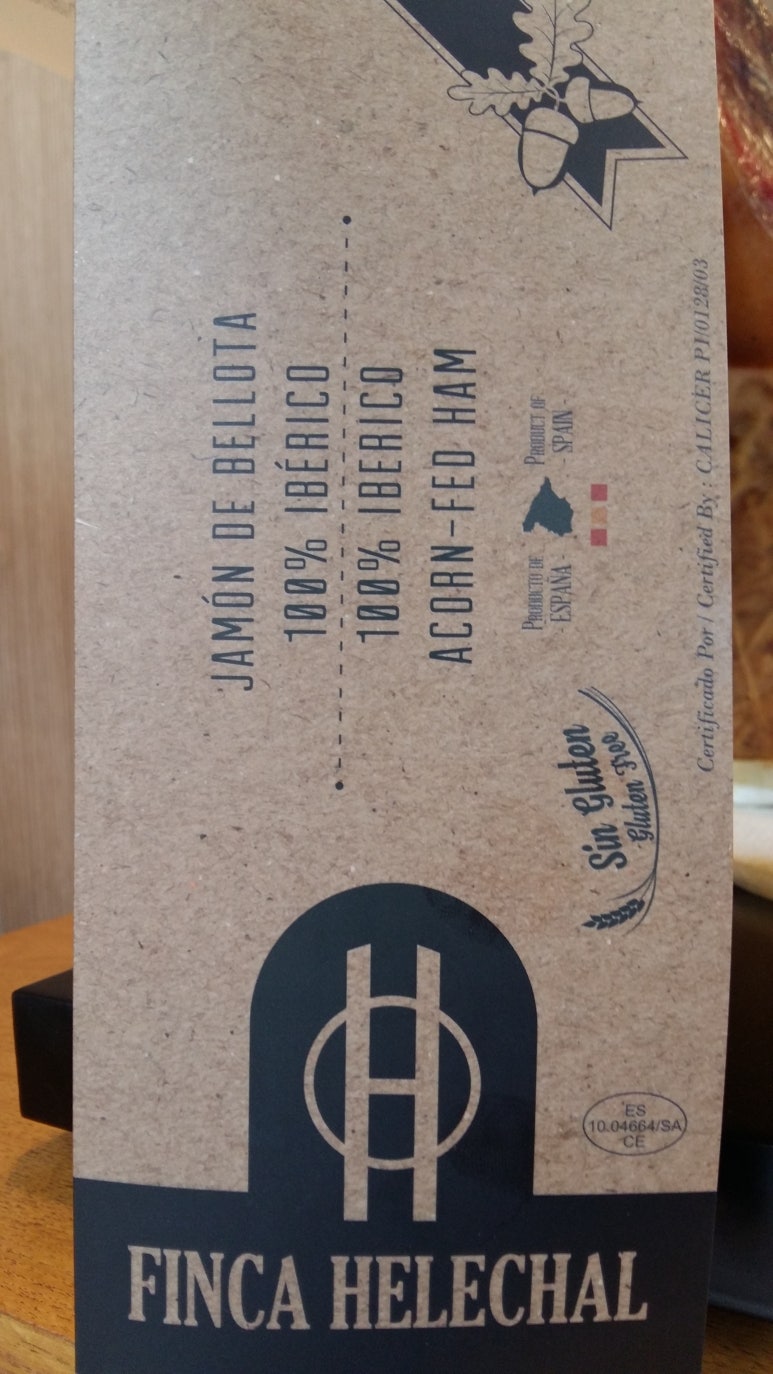 JAMÓN DE BELLOTA
100% IBÉRICO
100% IBERICO
ACORN-FED HAM
PRODUCTO DE
- ESPAÑA -
PRODUCT OF
- SPAIN -
Sin Gluten
Gluten Free
Certificado Por / Certified By : CALICER PI/0128/03
ES
10.04664/SA
CE
H
FINCA HELECHAL